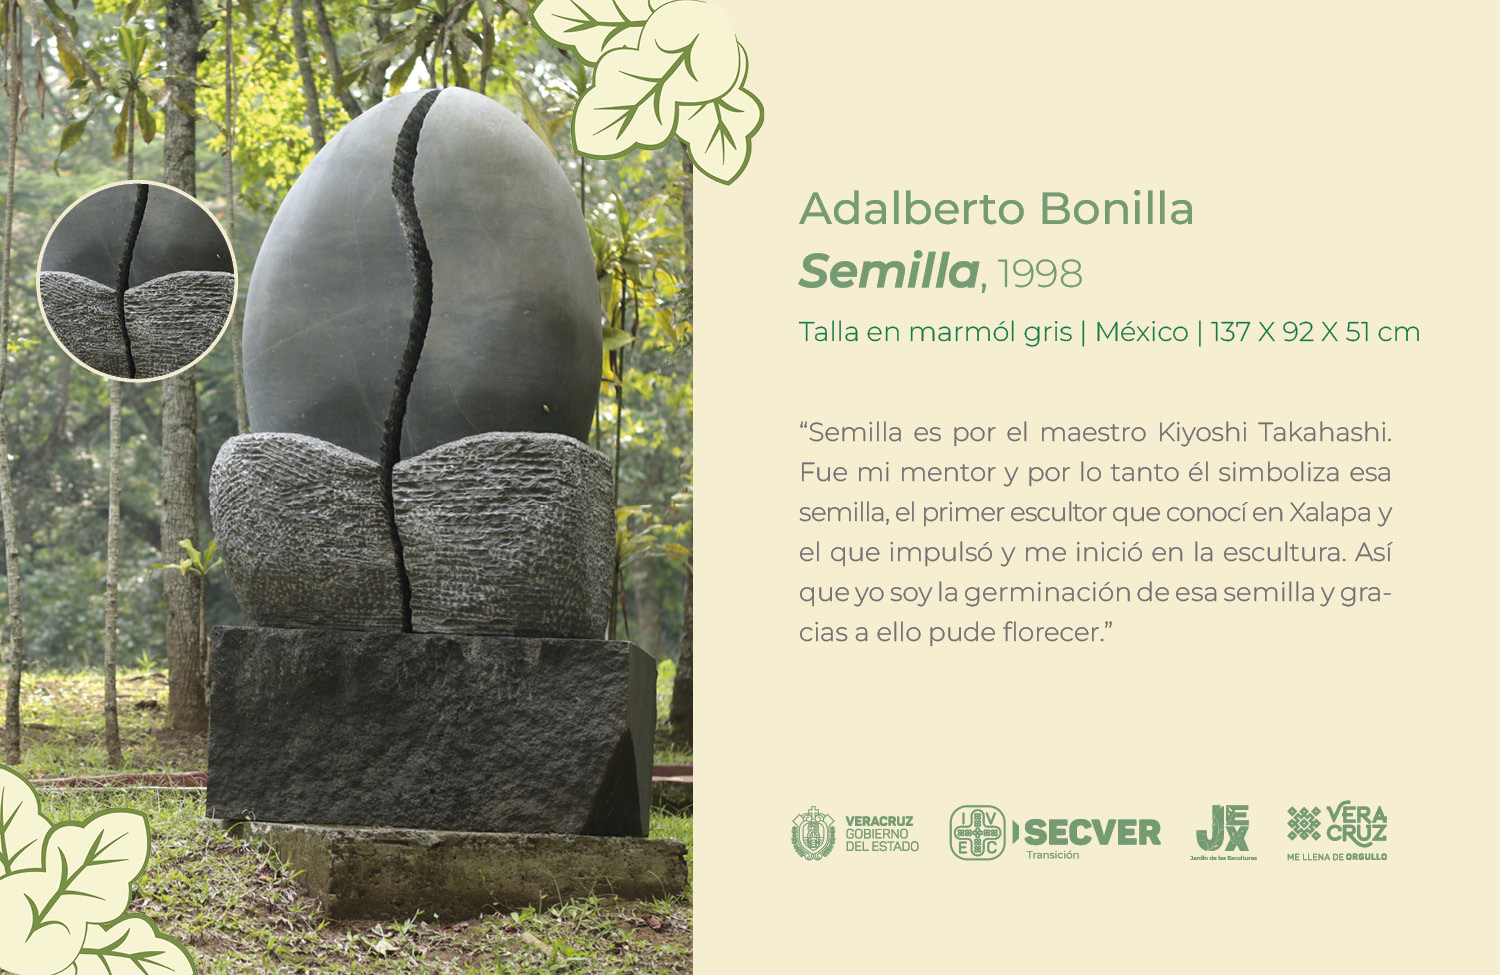 Adalberto Bonilla
Semilla, 1998
Talla en marmól gris | México | 137 X 92 X 51 cm
“Semilla es por el maestro Kiyoshi Takahashi.
Fue mi mentor y por lo tanto él simboliza esa
semilla, el primer escultor que conocí en Xalapa y
el que impulsó y me inició en la escultura. Así
que yo soy la germinación de esa semilla y gra-
cias a ello pude florecer.”
VERACRUZ
GOBIERNO
DEL ESTADO
I V
E C
SECVER
Transición
JEX
Jardín de las Esculturas
VERA
CRUZ
ME LLENA DE ORGULLO